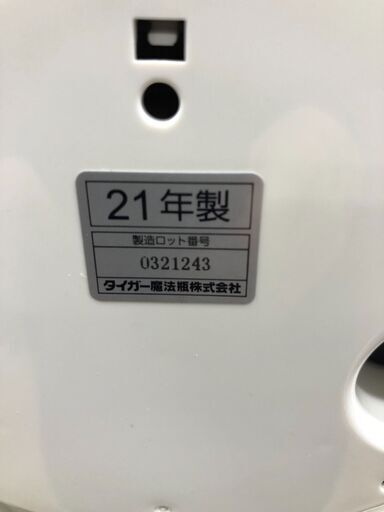 21年製
製造ロット番号
0321243
タイガー魔法瓶株式会社